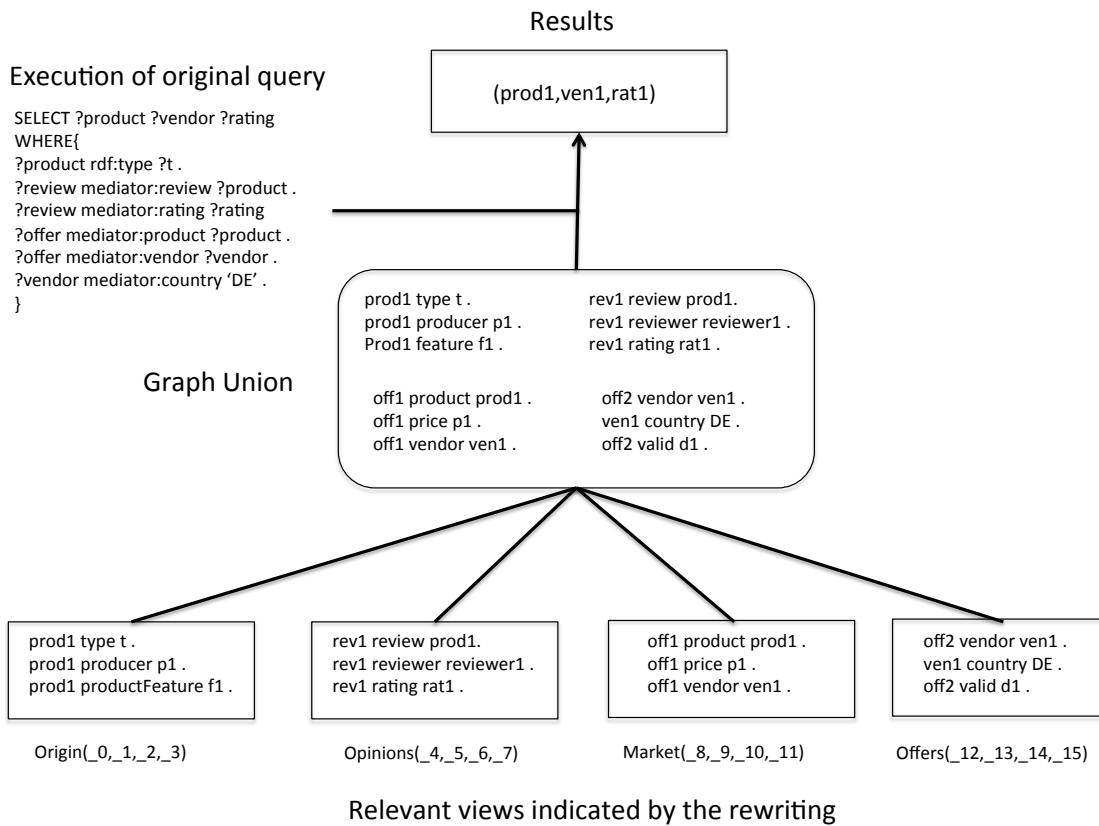 Results
(prod1,ven1,rat1)
Execution of original query
SELECT ?product ?vendor ?rating
WHERE{
?product rdf:type ?t .
?review mediator:review ?product .
?review mediator:rating ?rating
?offer mediator:product ?product .
?offer mediator:vendor ?vendor .
?vendor mediator:country ‘DE’ .
}
Graph Union
prod1 type t .
prod1 producer p1 .
Prod1 feature f1 .
rev1 review prod1.
rev1 reviewer reviewer1 .
rev1 rating rat1 .
off1 product prod1 .
off1 price p1 .
off1 vendor ven1 .
off2 vendor ven1 .
ven1 country DE .
off2 valid d1 .
prod1 type t .
prod1 producer p1 .
prod1 productFeature f1 .
Origin(_0,_1,_2,_3)
rev1 review prod1.
rev1 reviewer reviewer1 .
rev1 rating rat1 .
Opinions(_4,_5,_6,_7)
off1 product prod1 .
off1 price p1 .
off1 vendor ven1 .
Market(_8,_9,_10,_11)
off2 vendor ven1 .
ven1 country DE .
off2 valid d1 .
Offers(_12,_13,_14,_15)
Relevant views indicated by the rewriting